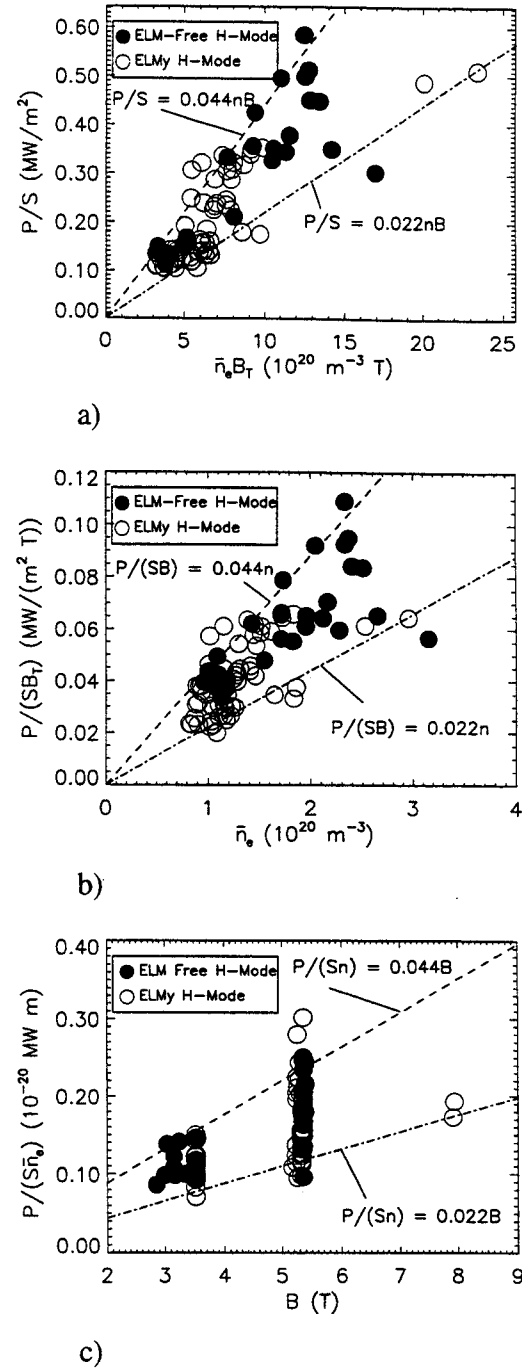 ELM-Free H-Mode
ELMy H-Mode
P/S = 0.044nB
P/S = 0.022nB
P/S (MW/m²)
0.60
0.50
0.40
0.30
0.20
0.10
0.00
0 5 10 15 20 25
n̄ₑB_T (10²⁰ m⁻³ T)
a)
ELM-Free H-Mode
ELMy H-Mode
P/(SB) = 0.044n
P/(SB) = 0.022n
P/(SB_T) (MW/(m² T))
0.12
0.10
0.08
0.06
0.04
0.02
0.00
0 1 2 3 4
n̄ₑ (10²⁰ m⁻³)
b)
ELM Free H-Mode
ELMy H-Mode
P/(Sn) = 0.044B
P/(Sn) = 0.022B
P/(Sn̄ₑ) (10⁻²⁰ MW m)
0.40
0.30
0.20
0.10
0.00
2 3 4 5 6 7 8 9
B (T)
c)